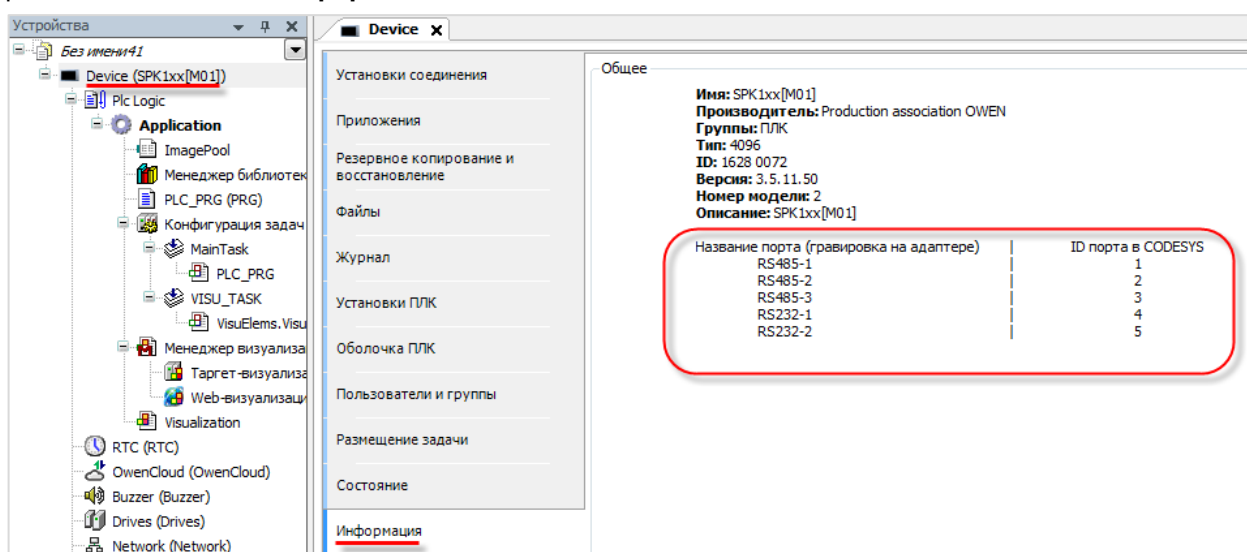 Устройства
Без имени41
Device (SPK1xx[M01])
Plc Logic
Application
ImagePool
Менеджер библиотек
PLC_PRG (PRG)
Конфигурация задач
MainTask
PLC_PRG
VISU_TASK
VisuElems.Visu
Менеджер визуализа
Таргет-визуализа
Web-визуализаци
Visualization
RTC (RTC)
OwenCloud (OwenCloud)
Buzzer (Buzzer)
Drives (Drives)
Network (Network)
Device
Установки соединения
Приложения
Резервное копирование и
восстановление
Файлы
Журнал
Установки ПЛК
Оболочка ПЛК
Пользователи и группы
Размещение задачи
Состояние
Информация
Общее
Имя: SPK1xx[M01]
Производитель: Production association OWEN
Группы: ПЛК
Тип: 4096
ID: 1628 0072
Версия: 3.5.11.50
Номер модели: 2
Описание: SPK1xx[M01]
Название порта (гравировка на адаптере) | ID порта в CODESYS
RS485-1 | 1
RS485-2 | 2
RS485-3 | 3
RS232-1 | 4
RS232-2 | 5